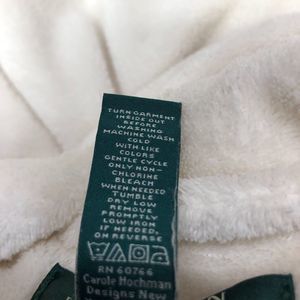 TURN GARMENT
INSIDE OUT
BEFORE
WASHING
MACHINE WASH
COLD
WITH LIKE
COLORS
GENTLE CYCLE
ONLY NON-
CHLORINE
BLEACH
WHEN NEEDED
TUMBLE
DRY LOW
REMOVE
PROMPTLY
LOW IRON
IF NEEDED,
ON REVERSE
RN 60766
Carole Hochman
Designs New